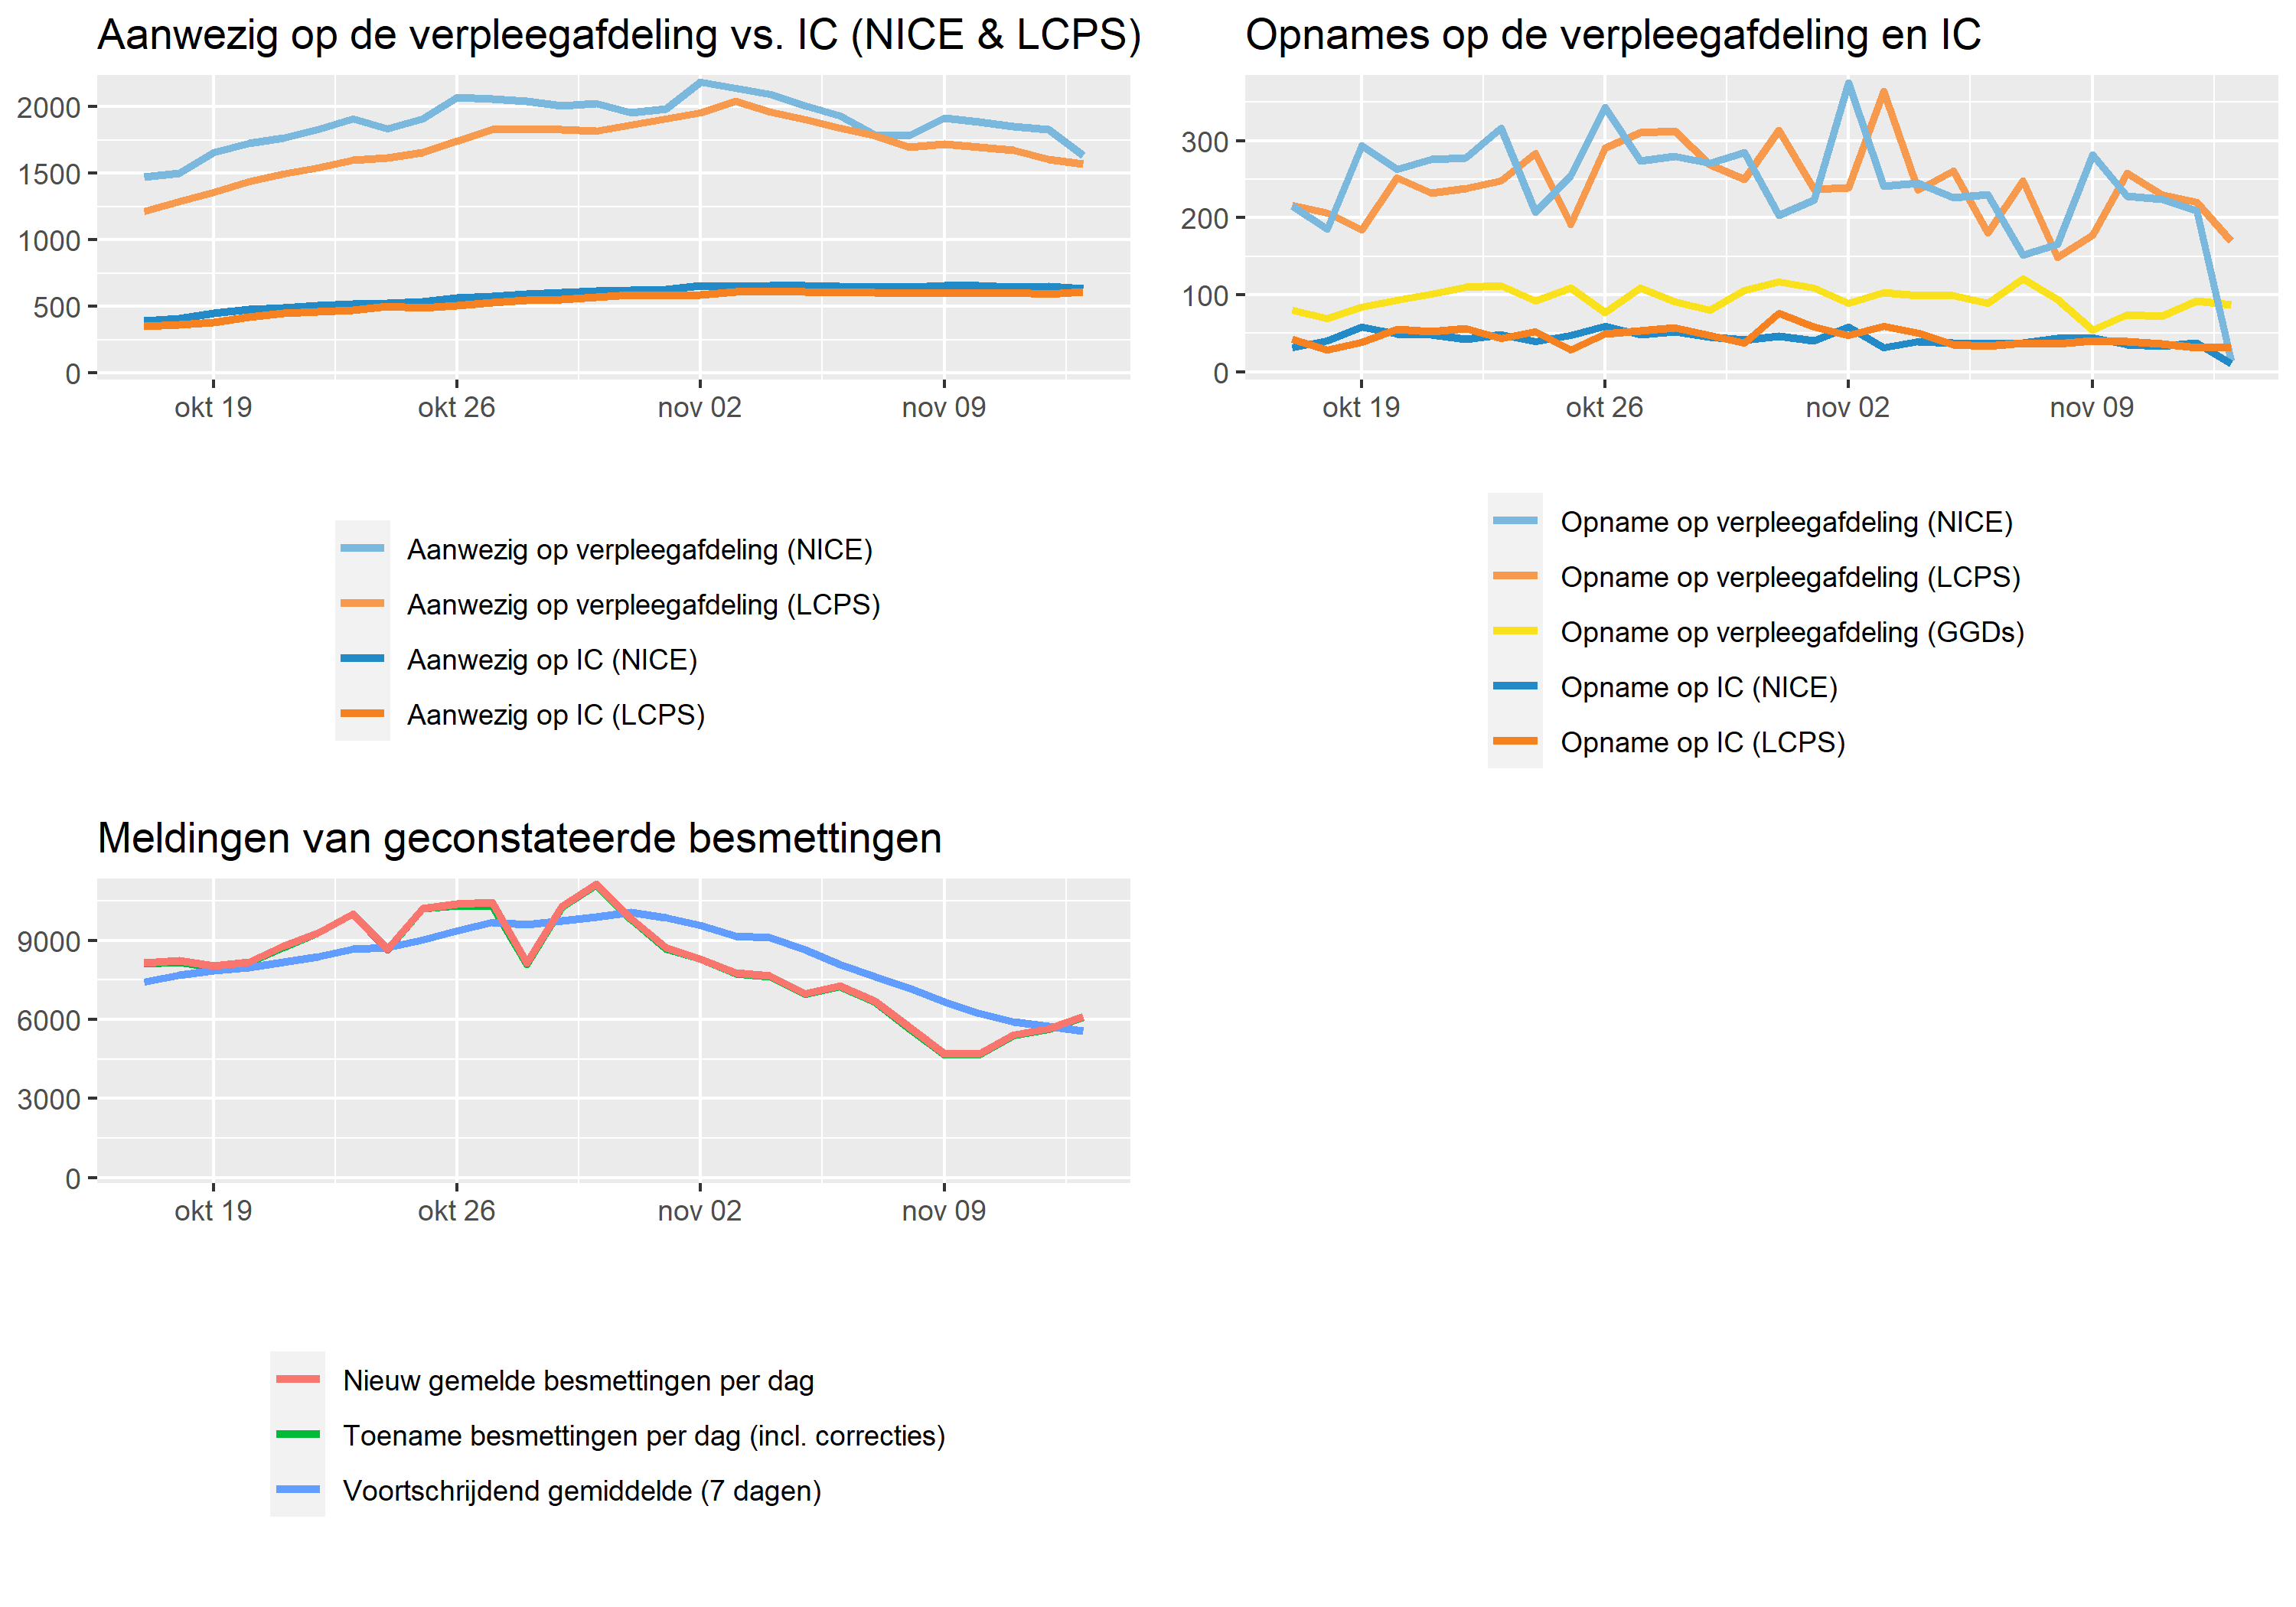 Aanwezig op de verpleegafdeling vs. IC (NICE & LCPS)
2000
1500
1000
500
0
okt 19
okt 26
nov 02
nov 09
Aanwezig op verpleegafdeling (NICE)
Aanwezig op verpleegafdeling (LCPS)
Aanwezig op IC (NICE)
Aanwezig op IC (LCPS)
Opnames op de verpleegafdeling en IC
300
200
100
0
okt 19
okt 26
nov 02
nov 09
Opname op verpleegafdeling (NICE)
Opname op verpleegafdeling (LCPS)
Opname op verpleegafdeling (GGDs)
Opname op IC (NICE)
Opname op IC (LCPS)
Meldingen van geconstateerde besmettingen
9000
6000
3000
0
okt 19
okt 26
nov 02
nov 09
Nieuw gemelde besmettingen per dag
Toename besmettingen per dag (incl. correcties)
Voortschrijdend gemiddelde (7 dagen)